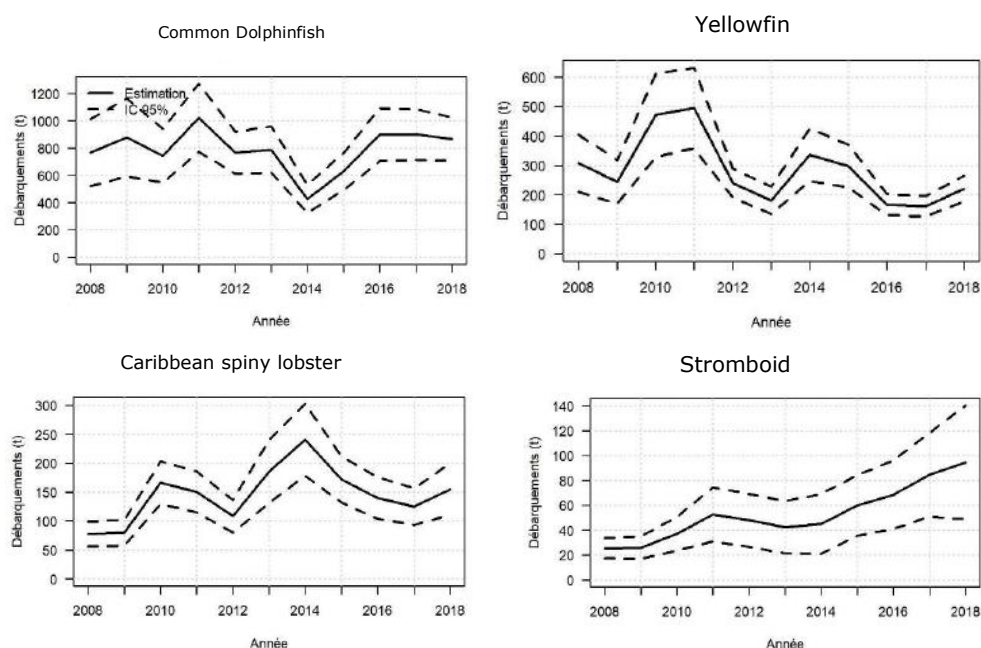 Common Dolphinfish
Débarquements (t)
1200
1000
800
600
400
200
0
Estimation
IC 95%
2008 2010 2012 2014 2016 2018
Année
Yellowfin
Débarquements (t)
600
500
400
300
200
100
0
2008 2010 2012 2014 2016 2018
Année
Caribbean spiny lobster
Débarquements (t)
300
250
200
150
100
50
0
2008 2010 2012 2014 2016 2018
Année
Stromboid
Débarquements (t)
140
120
100
80
60
40
20
0
2008 2010 2012 2014 2016 2018
Année